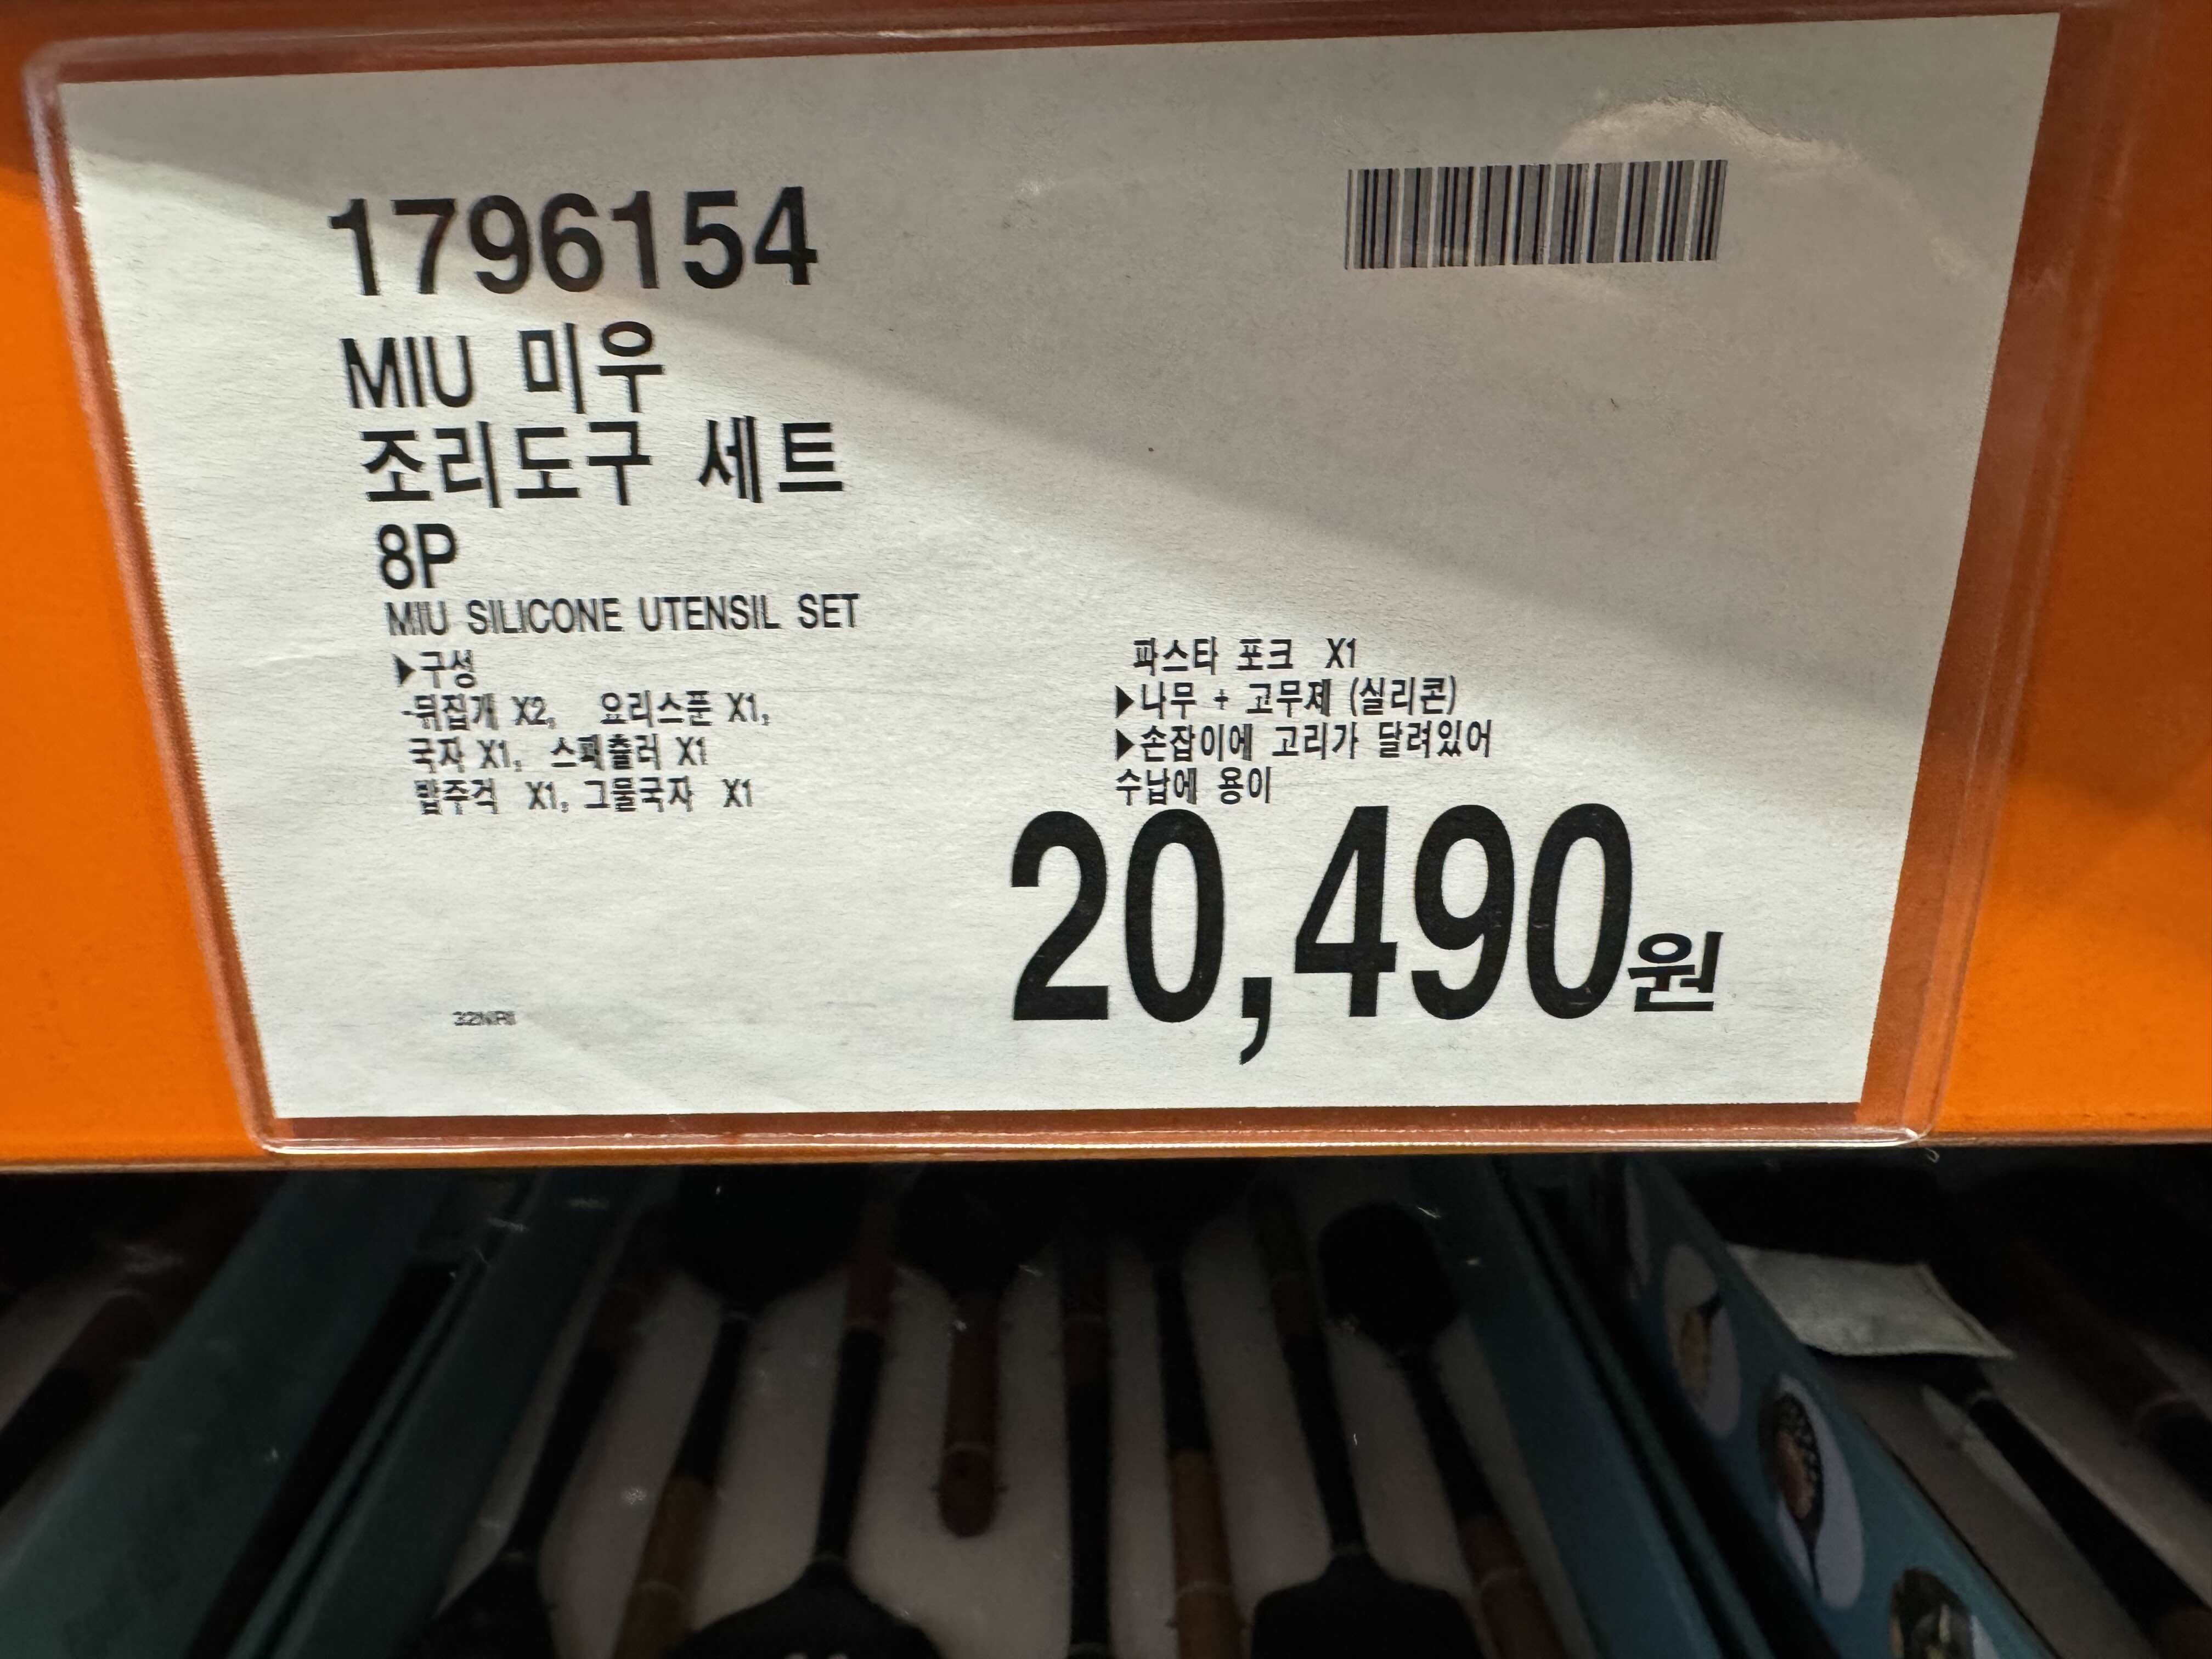 1796154
MIU 미우
조리도구 세트
8P
MIU SILICONE UTENSIL SET
▶구성
-뒤집개 X2, 요리스푼 X1,
국자 X1, 스패출러 X1
밥주걱 X1, 그물국자 X1
파스타 포크 X1
▶나무 + 고무제 (실리콘)
▶손잡이에 고리가 달려있어
수납에 용이
20,490원